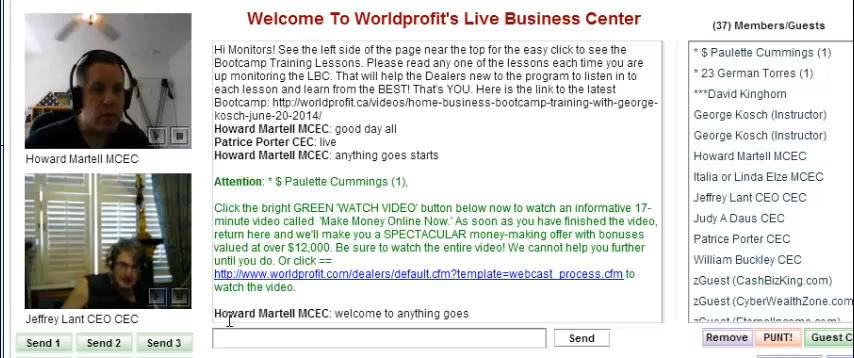 Welcome To Worldprofit's Live Business Center
Hi Monitors! See the left side of the page near the top for the easy click to see the
Bootcamp Training Lessons. Please read any one of the lessons each time you are
up monitoring the LBC. That will help the Dealers new to the program to listen in to
each lesson and learn from the BEST! That's YOU. Here is the link to the latest
Bootcamp: http://worldprofit.ca/videos/home-business-bootcamp-training-with-george-
kosch-june-20-2014/
Howard Martell MCEC: good day all
Patrice Porter CEC: live
Howard Martell MCEC: anything goes starts
Attention: * $ Paulette Cummings (1),
Click the bright GREEN 'WATCH VIDEO' button below now to watch an informative 17-
minute video called 'Make Money Online Now.' As soon as you have finished the video,
return here and we'll make you a SPECTACULAR money-making offer with bonuses
valued at over $12,000. Be sure to watch the entire video! We cannot help you further
until you do. Or click ==
http://www.worldprofit.com/dealers/default.cfm?template=webcast_process.cfm to
watch the video.
Howard Martell MCEC: welcome to anything goes
Send
Howard Martell MCEC
Jeffrey Lant CEO CEC
Send 1
Send 2
Send 3
(37) Members/Guests
* $ Paulette Cummings (1)
* 23 German Torres (1)
***David Kinghorn
George Kosch (Instructor)
George Kosch (Instructor)
Howard Martell MCEC
Italia or Linda Elze MCEC
Jeffrey Lant CEO CEC
Judy A Daus CEC
Patrice Porter CEC
William Buckley CEC
zGuest (CashBizKing.com)
zGuest (CyberWealthZone.com
zGuest (EternalIncome.com)
Remove
PUNT!
Guest C